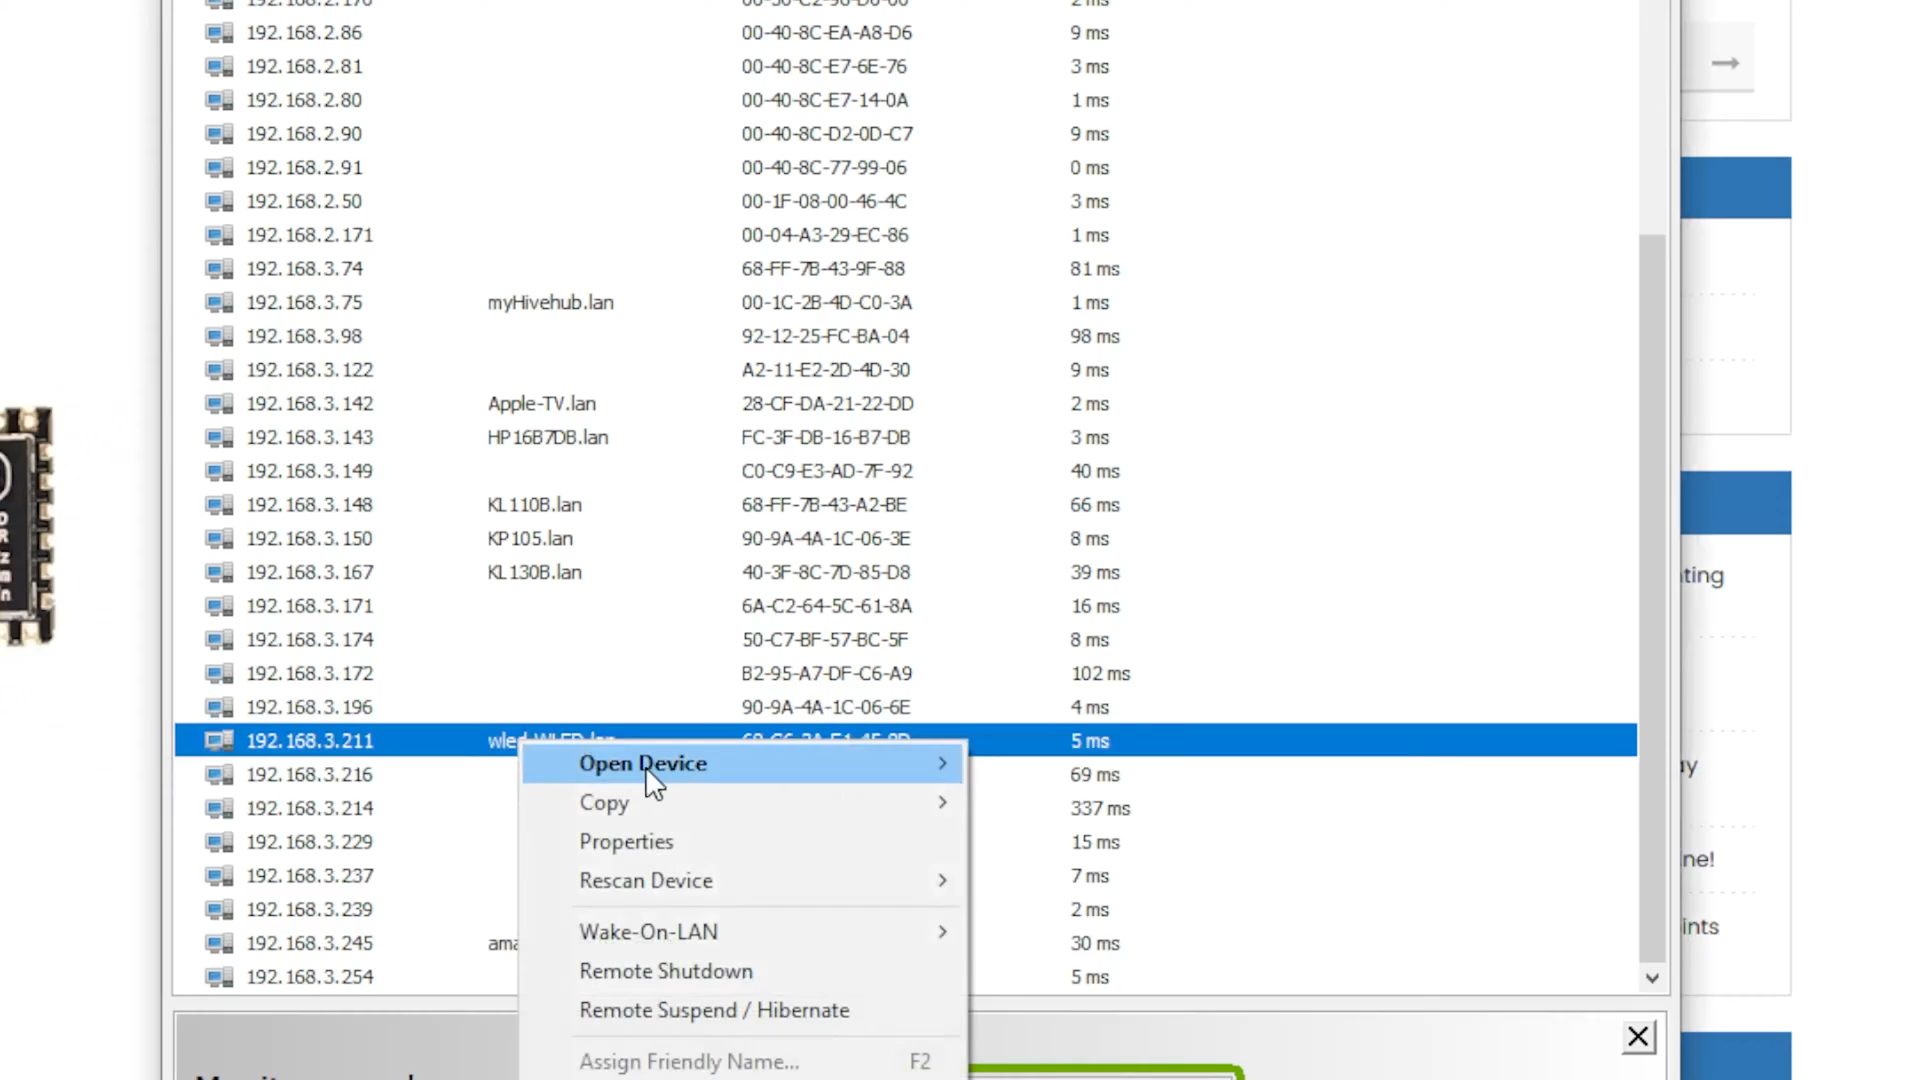 192.168.2.170 00-50-C2-98-D0-00 2 ms
192.168.2.86 00-40-8C-EA-A8-D6 9 ms
192.168.2.81 00-40-8C-E7-6E-76 3 ms
192.168.2.80 00-40-8C-E7-14-0A 1 ms
192.168.2.90 00-40-8C-D2-0D-C7 9 ms
192.168.2.91 00-40-8C-77-99-06 0 ms
192.168.2.50 00-1F-08-00-46-4C 3 ms
192.168.2.171 00-04-A3-29-EC-86 1 ms
192.168.3.74 68-FF-7B-43-9F-88 81 ms
192.168.3.75 myHivehub.lan 00-1C-2B-4D-C0-3A 1 ms
192.168.3.98 92-12-25-FC-BA-04 98 ms
192.168.3.122 A2-11-E2-2D-4D-30 9 ms
192.168.3.142 Apple-TV.lan 28-CF-DA-21-22-DD 2 ms
192.168.3.143 HP16B7DB.lan FC-3F-DB-16-B7-DB 3 ms
192.168.3.149 C0-C9-E3-AD-7F-92 40 ms
192.168.3.148 KL110B.lan 68-FF-7B-43-A2-BE 66 ms
192.168.3.150 KP105.lan 90-9A-4A-1C-06-3E 8 ms
192.168.3.167 KL130B.lan 40-3F-8C-7D-85-D8 39 ms
192.168.3.171 6A-C2-64-5C-61-8A 16 ms
192.168.3.174 50-C7-BF-57-BC-5F 8 ms
192.168.3.172 B2-95-A7-DF-C6-A9 102 ms
192.168.3.196 90-9A-4A-1C-06-6E 4 ms
192.168.3.211 wled-WLED.lan 5 ms
192.168.3.216 69 ms
192.168.3.214 337 ms
192.168.3.229 15 ms
192.168.3.237 7 ms
192.168.3.239 2 ms
192.168.3.245 ama 30 ms
192.168.3.254 5 ms
Open Device
Copy
Properties
Rescan Device
Wake-On-LAN
Remote Shutdown
Remote Suspend / Hibernate
Assign Friendly Name... F2
ting
ay
ne!
ints